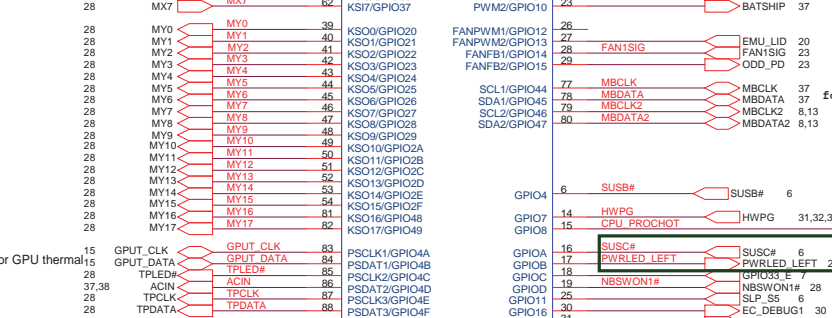 28 MX7 MX7 62 KSI7/GPIO37 PWM2/GPIO10 23 BATSHIP 37
28 MY0 MY0 39 KSO0/GPIO20 FANPWM1/GPIO12 26
28 MY1 MY1 40 KSO1/GPIO21 FANPWM2/GPIO13 27 EMU_LID 20
28 MY2 MY2 41 KSO2/GPIO22 FANFB1/GPIO14 28 FAN1SIG FAN1SIG 23
28 MY3 MY3 42 KSO3/GPIO23 FANFB2/GPIO15 29 ODD_PD 23
28 MY4 MY4 43 KSO4/GPIO24
28 MY5 MY5 44 KSO5/GPIO25 SCL1/GPIO44 77 MBCLK MBCLK 37
28 MY6 MY6 45 KSO6/GPIO26 SDA1/GPIO45 78 MBDATA MBDATA 37
28 MY7 MY7 46 KSO7/GPIO27 SCL2/GPIO46 79 MBCLK2 MBCLK2 8,13
28 MY8 MY8 47 KSO8/GPIO28 SDA2/GPIO47 80 MBDATA2 MBDATA2 8,13
28 MY9 MY9 48 KSO9/GPIO29
28 MY10 MY10 49 KSO10/GPIO2A
28 MY11 MY11 50 KSO11/GPIO2B
28 MY12 MY12 51 KSO12/GPIO2C
28 MY13 MY13 52 KSO13/GPIO2D
28 MY14 MY14 53 KSO14/GPIO2E GPIO4 6 SUSB# SUSB# 6
28 MY15 MY15 54 KSO15/GPIO2F
28 MY16 MY16 81 KSO16/GPIO48 GPIO7 14 HWPG HWPG 31,32,3
28 MY17 MY17 82 KSO17/GPIO49 GPIO8 15 CPU_PROCHOT
or GPU thermal 15 GPUT_CLK GPUT_CLK 83 PSCLK1/GPIO4A GPIOA 16 SUSC# SUSC# 6
15 GPUT_DATA GPUT_DATA 84 PSDAT1/GPIO4B GPIOB 17 PWRLED_LEFT PWRLED_LEFT 2
28 TPLED# TPLED# 85 PSCLK2/GPIO4C GPIOC 18 GPIO33_E 7
37,38 ACIN ACIN 86 PSDAT2/GPIO4D GPIOD 19 NBSWON1# NBSWON1# 28
28 TPCLK TPCLK 87 PSCLK3/GPIO4E GPIO11 25 SLP_S5 6
28 TPDATA TPDATA 88 PSDAT3/GPIO4F GPIO16 30 EC_DEBUG1 30